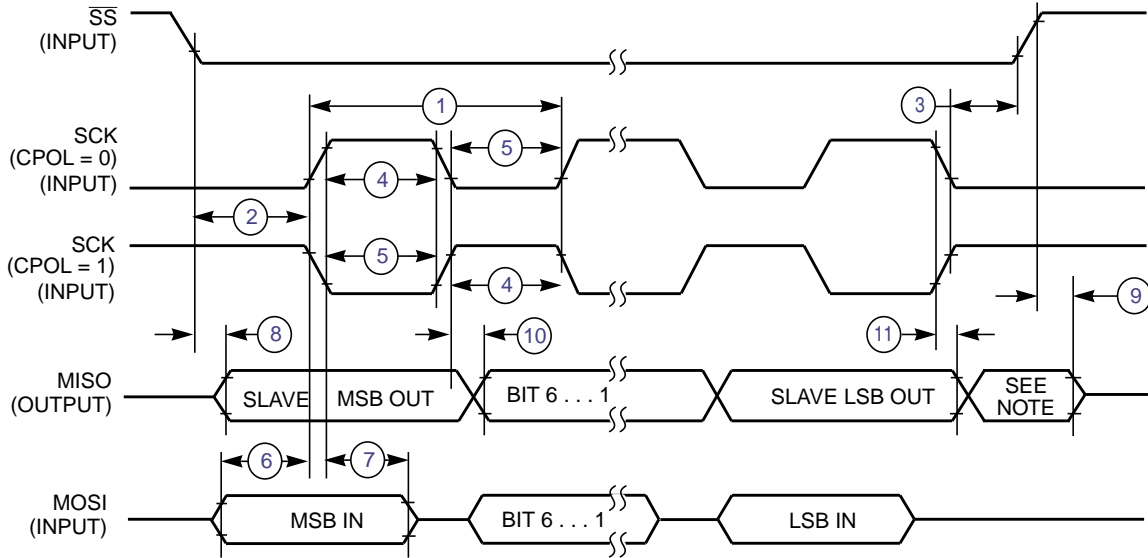 SS
(INPUT)
1
3
SCK
(CPOL = 0)
(INPUT)
5
4
2
SCK
(CPOL = 1)
(INPUT)
5
4
9
8
10
11
MISO
(OUTPUT)
SLAVE MSB OUT
BIT 6 . . . 1
SLAVE LSB OUT
SEE
NOTE
6
7
MOSI
(INPUT)
MSB IN
BIT 6 . . . 1
LSB IN